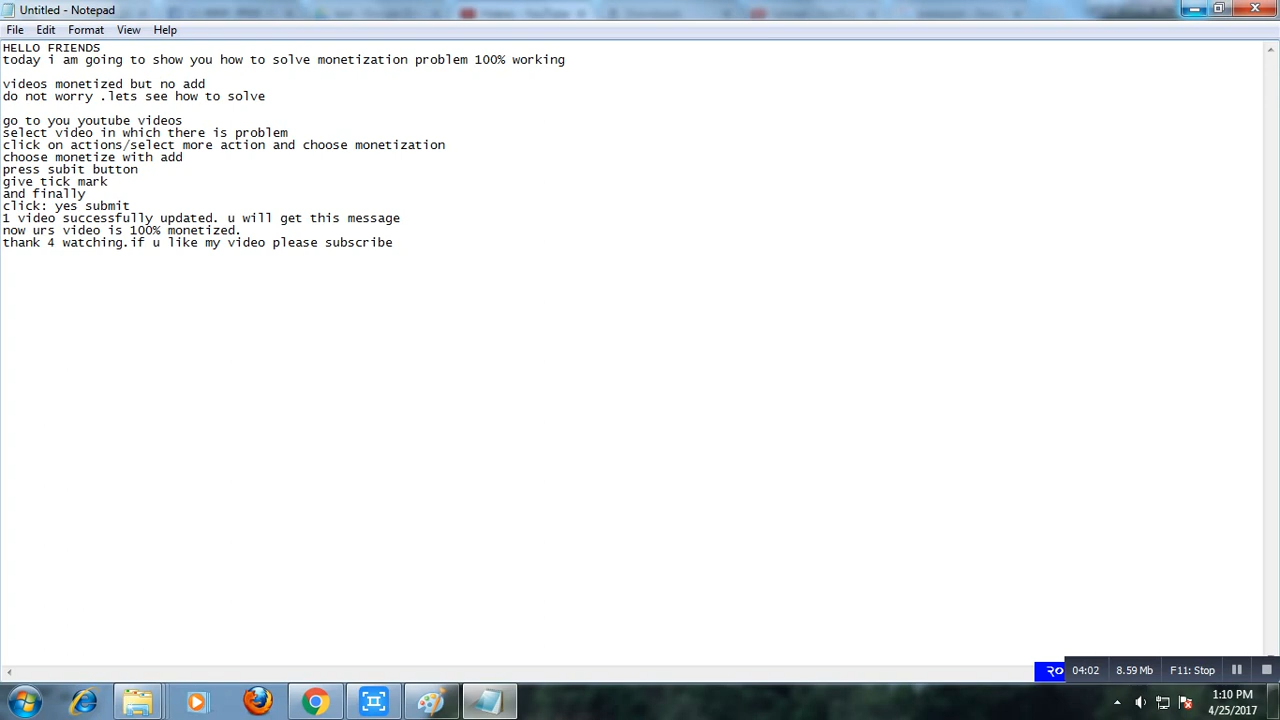 Untitled - Notepad
File Edit Format View Help
HELLO FRIENDS
today i am going to show you how to solve monetization problem 100% working
videos monetized but no add
do not worry .lets see how to solve
go to you youtube videos
select video in which there is problem
click on actions/select more action and choose monetization
choose monetize with add
press subit button
give tick mark
and finally
click: yes submit
1 video successfully updated. u will get this message
now urs video is 100% monetized.
thank 4 watching.if u like my video please subscribe
04:02 8.59 Mb F11: Stop
1:10 PM
4/25/2017